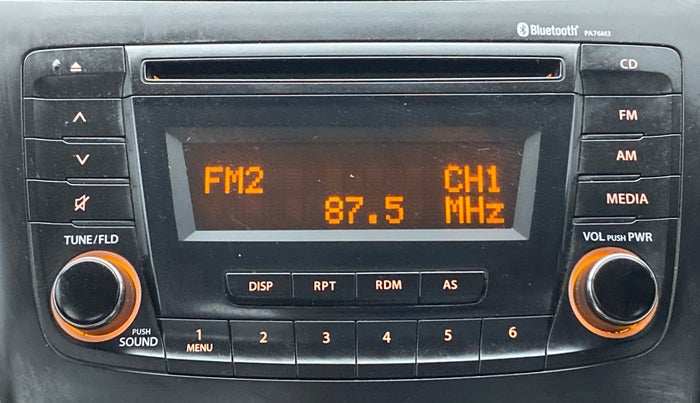 Bluetooth® PA76M3
CD
FM
AM
MEDIA
FM2 CH1
87.5 MHz
TUNE/FLD
VOL PUSH PWR
DISP RPT RDM AS
PUSH
SOUND
1 2 3 4 5 6
MENU